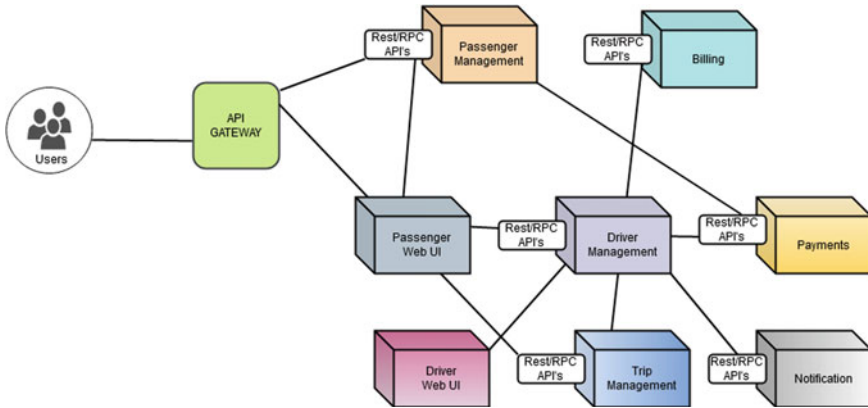 Rest/RPC
API's
Passenger
Management
Rest/RPC
API's
Billing
API
GATEWAY
Users
Passenger
Web UI
Rest/RPC
API's
Driver
Management
Rest/RPC
API's
Payments
Driver
Web UI
Rest/RPC
API's
Trip
Management
Rest/RPC
API's
Notification